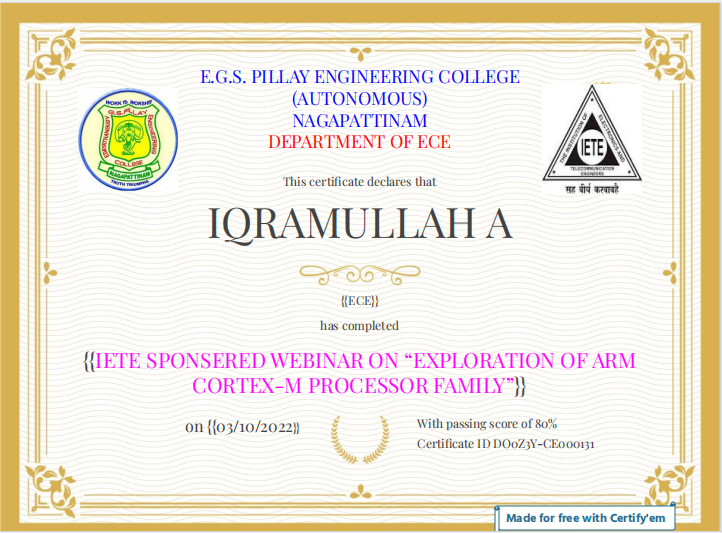 E.G.S. PILLAY ENGINEERING COLLEGE
(AUTONOMOUS)
NAGAPATTINAM
DEPARTMENT OF ECE
WORK IS WORSHIP
E.G.S. PILLAY
ENGINEERING
COLLEGE
NAGAPATTINAM
TRUTH TRIUMPHS
THE INSTITUTION OF
ELECTRONICS AND
IETE
TELECOMMUNICATION
ENGINEERS
सह वीर्यं करवावहै
This certificate declares that
IQRAMULLAH A
{{ECE}}
has completed
{{IETE SPONSERED WEBINAR ON “EXPLORATION OF ARM
CORTEX-M PROCESSOR FAMILY”}}
on {{03/10/2022}}
With passing score of 80%
Certificate ID DO0Z3Y-CE000131
Made for free with Certify'em